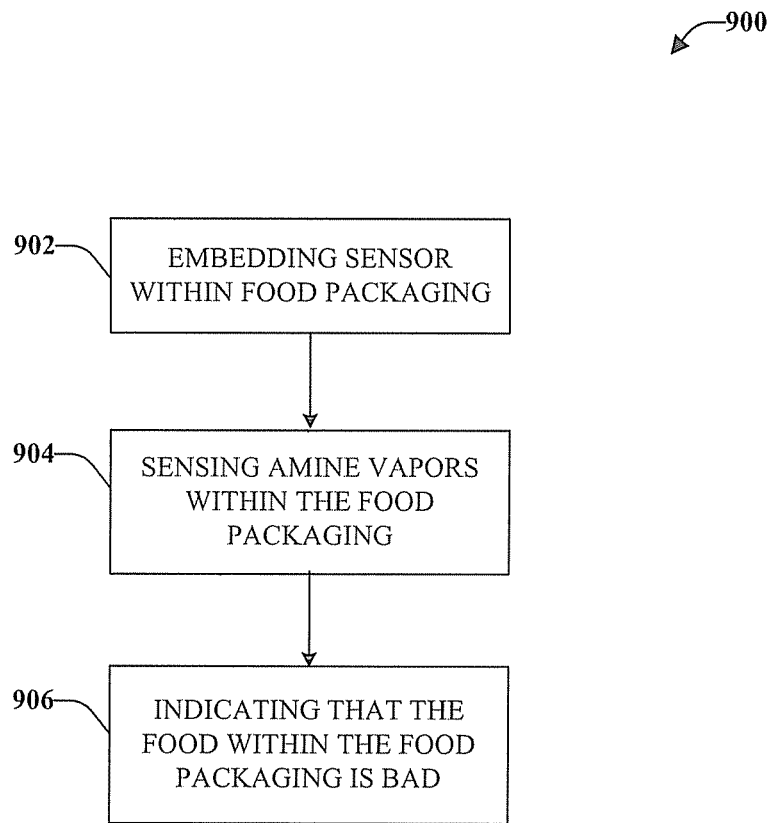 900
902
EMBEDDING SENSOR
WITHIN FOOD PACKAGING
904
SENSING AMINE VAPORS
WITHIN THE FOOD
PACKAGING
906
INDICATING THAT THE
FOOD WITHIN THE FOOD
PACKAGING IS BAD